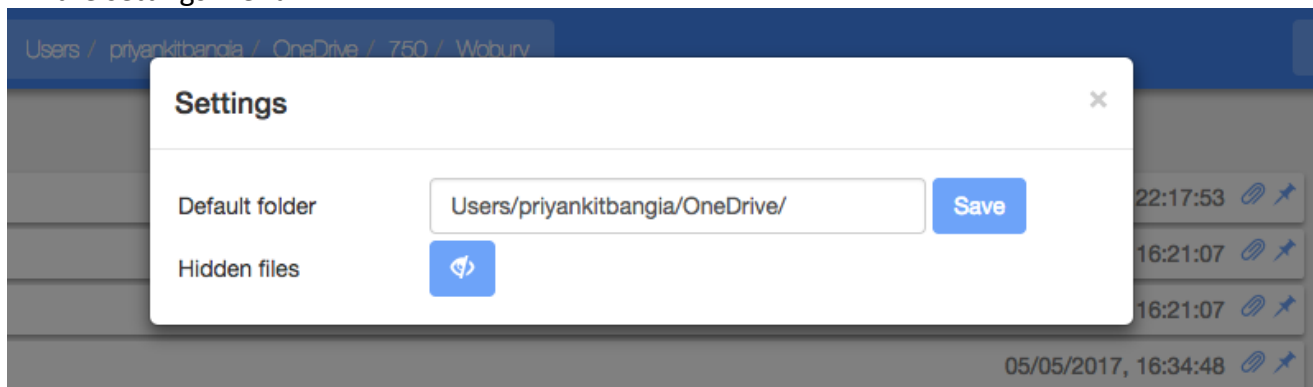 Users / priyankitbangia / OneDrive / 750 / Wobury
Settings
×
Default folder Users/priyankitbangia/OneDrive/ Save
22:17:53
Hidden files
16:21:07
16:21:07
05/05/2017, 16:34:48